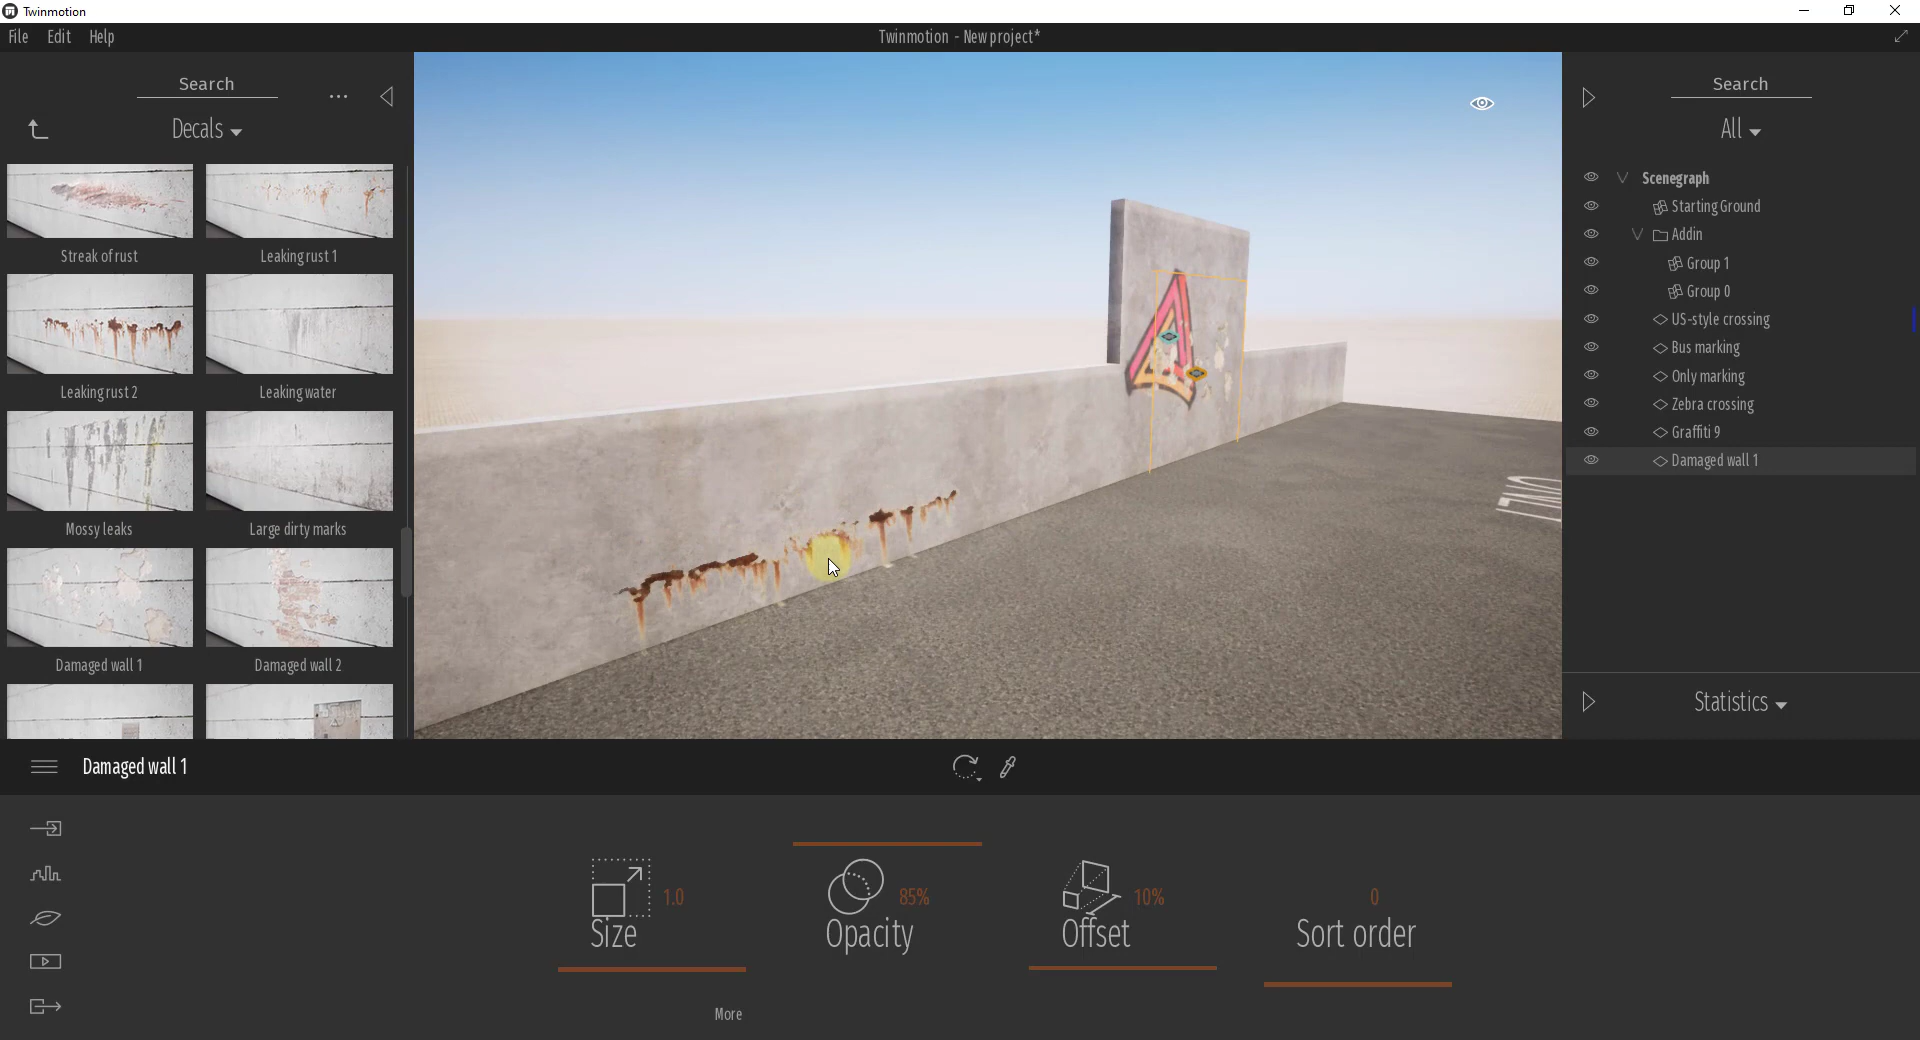 Twinmotion
File Edit Help
Twinmotion - New project*
Search
...
Decals
Streak of rust
Leaking rust 1
Leaking rust 2
Leaking water
Mossy leaks
Large dirty marks
Damaged wall 1
Damaged wall 2
A
ONLY
Search
All
Scenegraph
Starting Ground
Addin
Group 1
Group 0
US-style crossing
Bus marking
Only marking
Zebra crossing
Graffiti 9
Damaged wall 1
Statistics
Damaged wall 1
1.0
Size
85%
Opacity
10%
Offset
0
Sort order
More